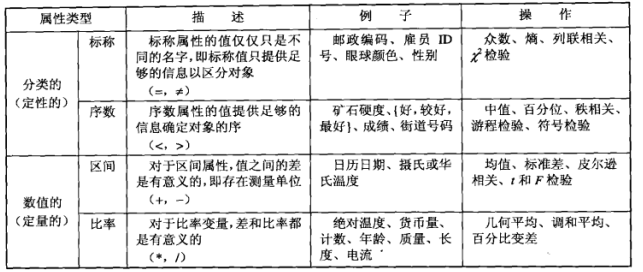 属性类型 描 述 例 子 操 作
分类的
(定性的)
标称
标称属性的值仅仅只是不
同的名字,即标称值只提供足
够的信息以区分对象
(=, ≠)
邮政编码、雇员 ID
号、眼球颜色、性别
众数、熵、列联相关、
χ² 检验
序数
序数属性的值提供足够的
信息确定对象的序
(<, >)
矿石硬度、{好,较好,
最好}、成绩、街道号码
中值、百分位、秩相关、
游程检验、符号检验
数值的
(定量的)
区间
对于区间属性,值之间的差
是有意义的,即存在测量单位
(+, -)
日历日期、摄氏或华
氏温度
均值、标准差、皮尔逊
相关、t 和 F 检验
比率
对于比率变量,差和比率都
是有意义的
(*, /)
绝对温度、货币量、
计数、年龄、质量、长
度、电流
几何平均、调和平均、
百分比变差